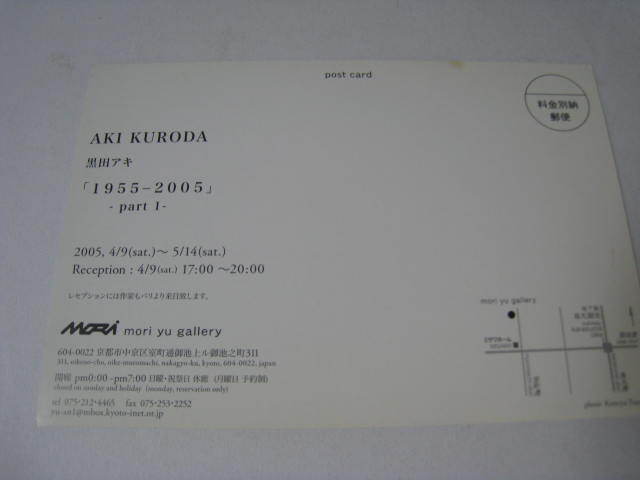 post card
料金別納
郵便
AKI KURODA
黒田アキ
「1955–2005」
- part 1-
2005, 4/9(sat.)〜 5/14(sat.)
Reception : 4/9(sat.) 17:00 〜20:00
レセプションには作家もパリより来日致します。
MORI mori yu gallery
604-0022 京都市中京区室町通御池上ル御池之町311
311, oikeno-cho, nakagyo-ku, kyoto, 604-0022, japan
開廊 pm0:00 -pm7:00 日曜・祝祭日 休廊 (月曜日 予約制)
closed on sunday and holiday (monday, reservation only)
tel 075·212·4465 fax 075·253·2252
mori yu gallery
photo: